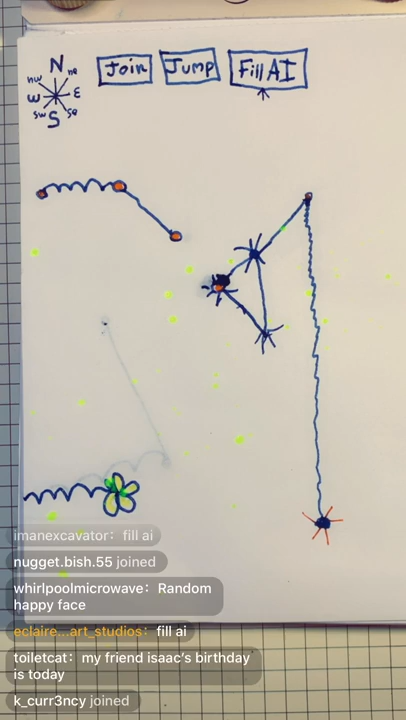 N
nw ne
W E
sw se
S
Join
Jump
Fill AI
imanexcavator: fill ai
nugget.bish.55 joined
whirlpoolmicrowave: Random
happy face
eclaire...art_studios: fill ai
toiletcat: my friend isaac's birthday
is today
k_curr3ncy joined